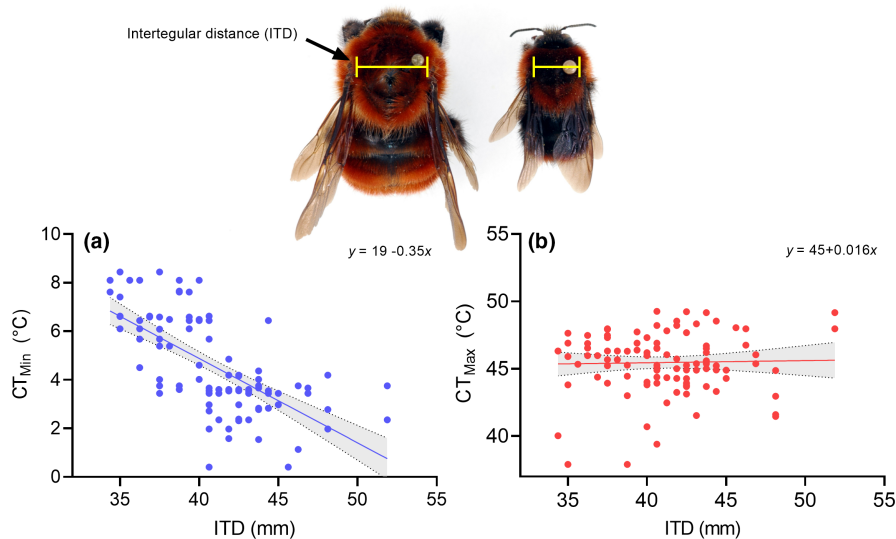 Intertegular distance (ITD)
(a)
y = 19 -0.35x
CTMin (°C)
10
8
6
4
2
0
35
40
45
50
55
ITD (mm)
(b)
y = 45+0.016x
CTMax (°C)
55
50
45
40
35
40
45
50
55
ITD (mm)